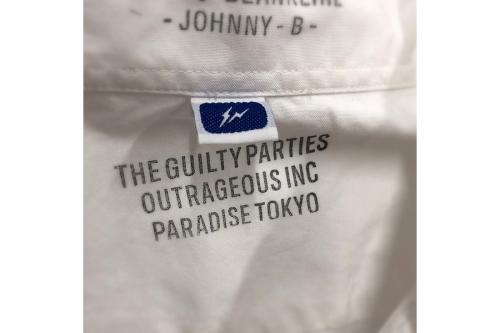 - JOHNNY - B -
THE GUILTY PARTIES
OUTRAGEOUS INC
PARADISE TOKYO